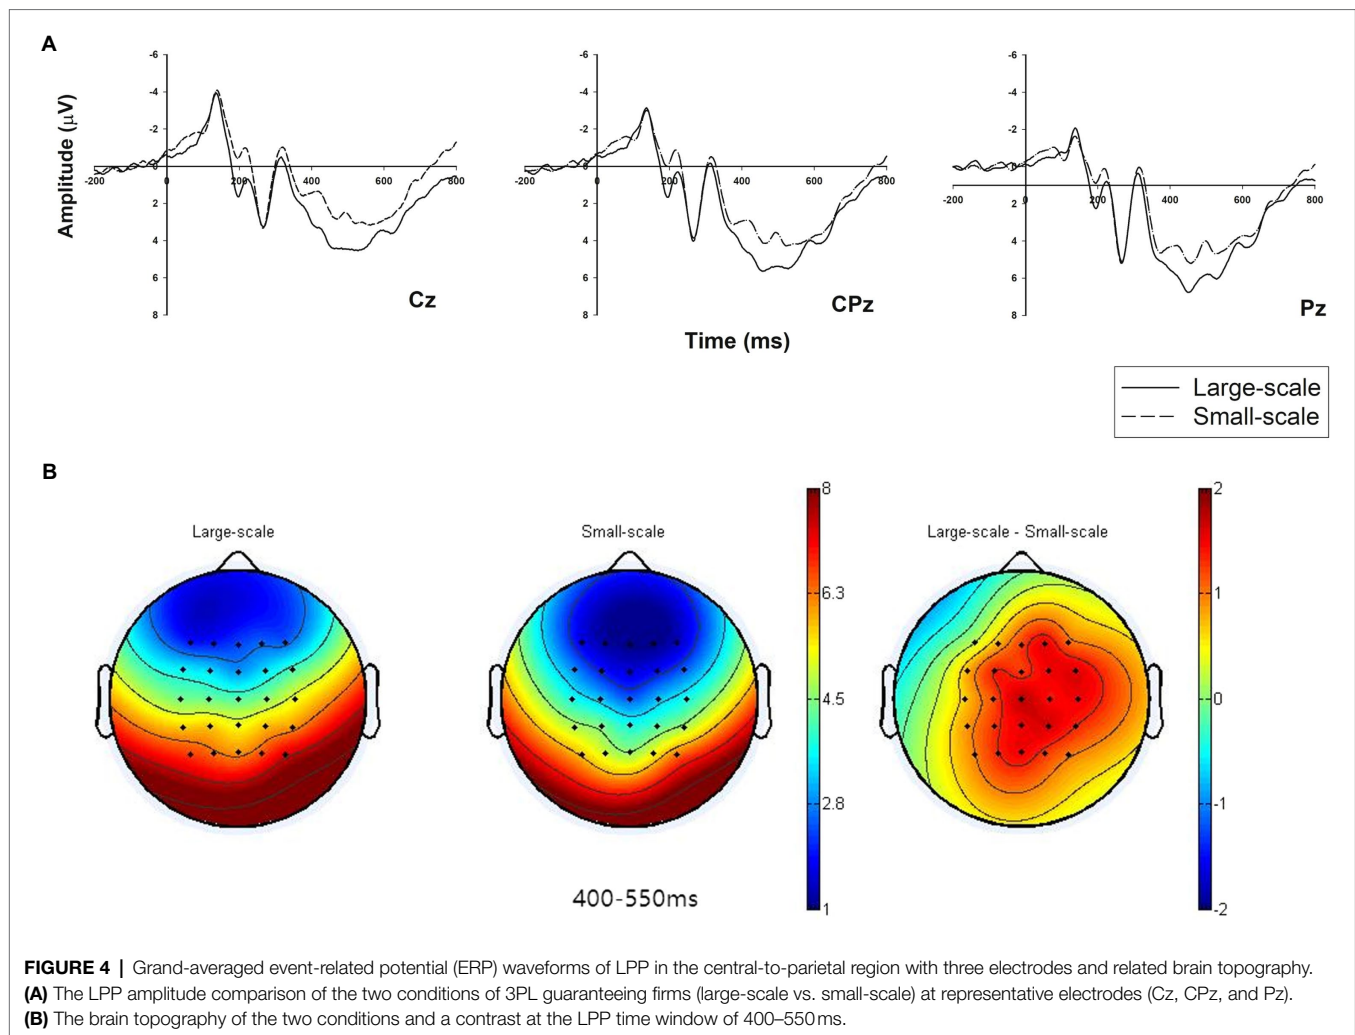 A
Amplitude (μV)
-6 -6 -6
-4 -4 -4
-2 -2 -2
0 0 0
-200 0 200 400 600 800 -200 0 200 400 600 800 -200 0 200 400 600 800
2 2 2
4 4 4
6 6 6
8 8 8
Cz CPz Pz
Time (ms)
Large-scale
Small-scale
B
Large-scale Small-scale Large-scale - Small-scale
8 2
6.3 1
4.5 0
2.8 -1
1 -2
400-550ms
FIGURE 4 | Grand-averaged event-related potential (ERP) waveforms of LPP in the central-to-parietal region with three electrodes and related brain topography.
(A) The LPP amplitude comparison of the two conditions of 3PL guaranteeing firms (large-scale vs. small-scale) at representative electrodes (Cz, CPz, and Pz).
(B) The brain topography of the two conditions and a contrast at the LPP time window of 400–550 ms.